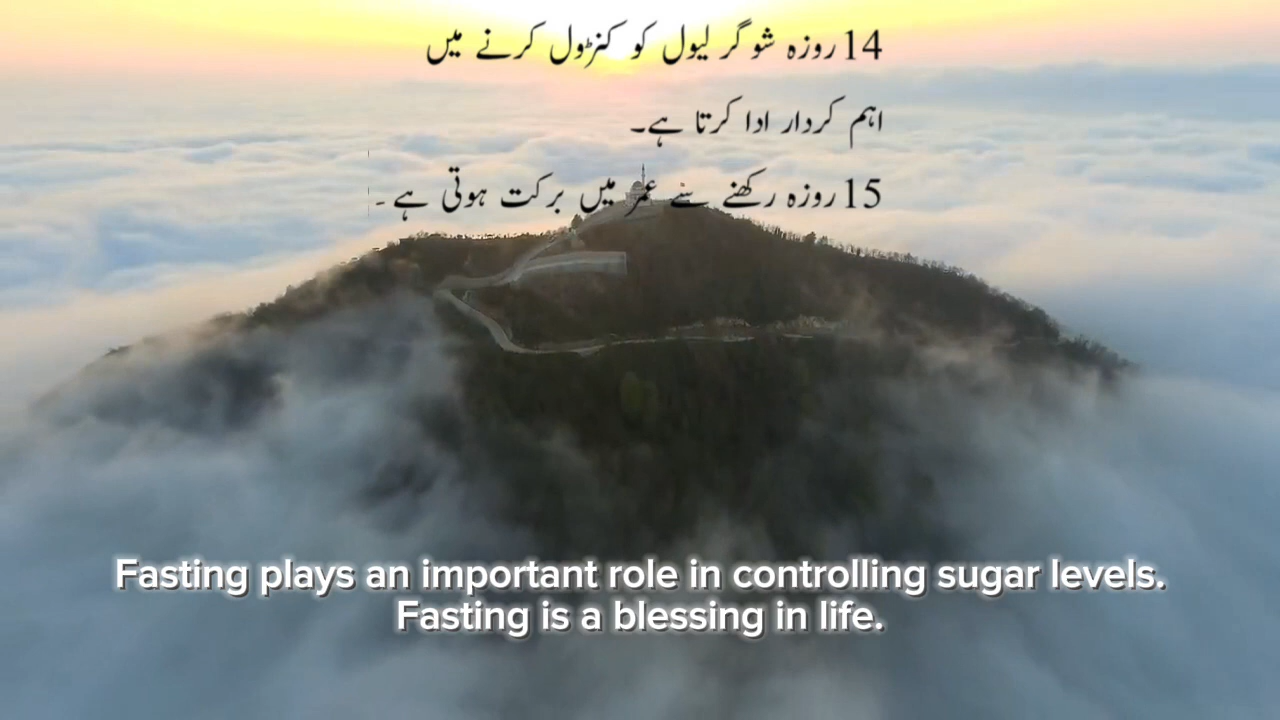 14 روزہ شوگر لیول کو کنڑول کرنے میں
اہم کردار ادا کرتا ہے۔
15 روزہ رکھنے سے عمر میں برکت ہوتی ہے۔
Fasting plays an important role in controlling sugar levels.
Fasting is a blessing in life.